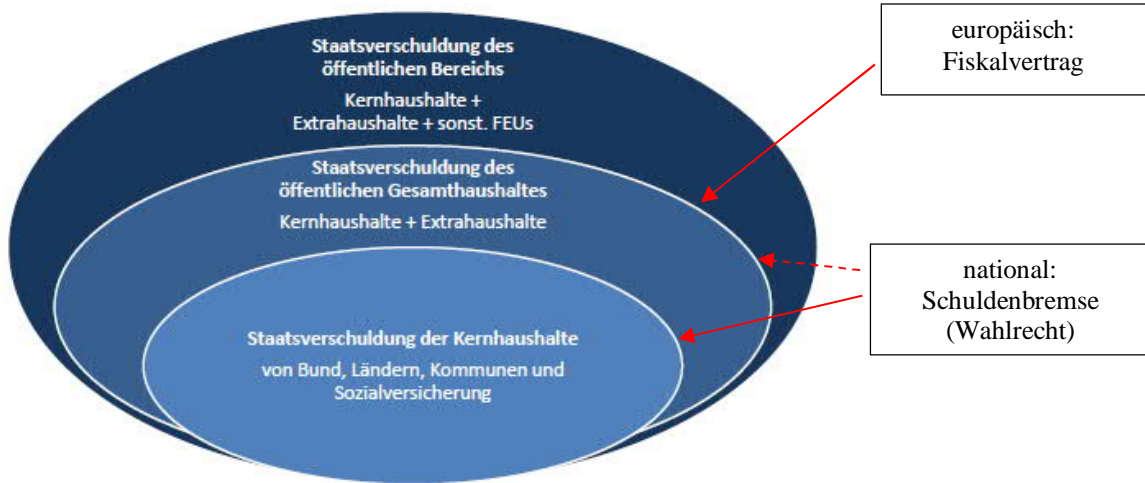 Staatsverschuldung des
öffentlichen Bereichs
Kernhaushalte +
Extrahaushalte + sonst. FEUs
Staatsverschuldung des
öffentlichen Gesamthaushaltes
Kernhaushalte + Extrahaushalte
Staatsverschuldung der Kernhaushalte
von Bund, Ländern, Kommunen und
Sozialversicherung
europäisch:
Fiskalvertrag
national:
Schuldenbremse
(Wahlrecht)